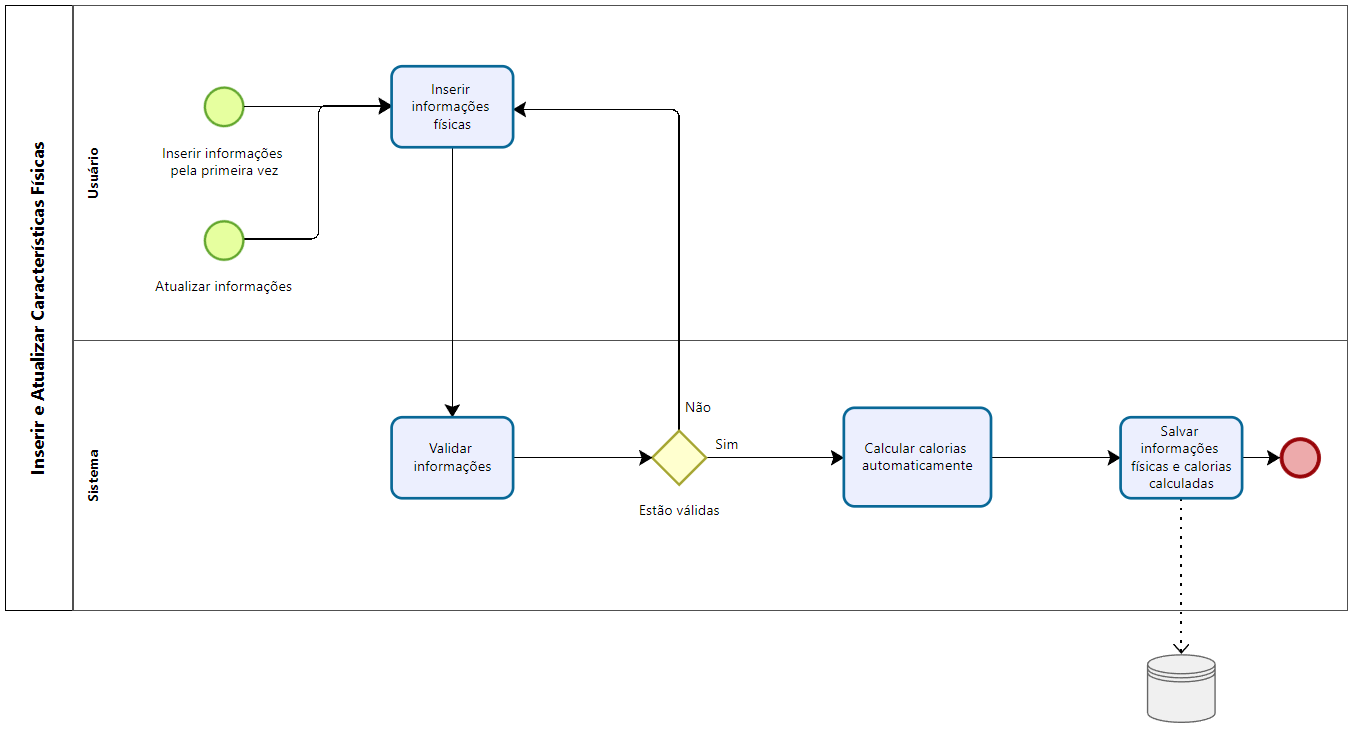 Inserir e Atualizar Características Físicas
Usuário
Inserir informações
pela primeira vez
Atualizar informações
Inserir
informações
físicas
Sistema
Validar
informações
Não
Sim
Estão válidas
Calcular calorias
automaticamente
Salvar
informações
físicas e calorias
calculadas